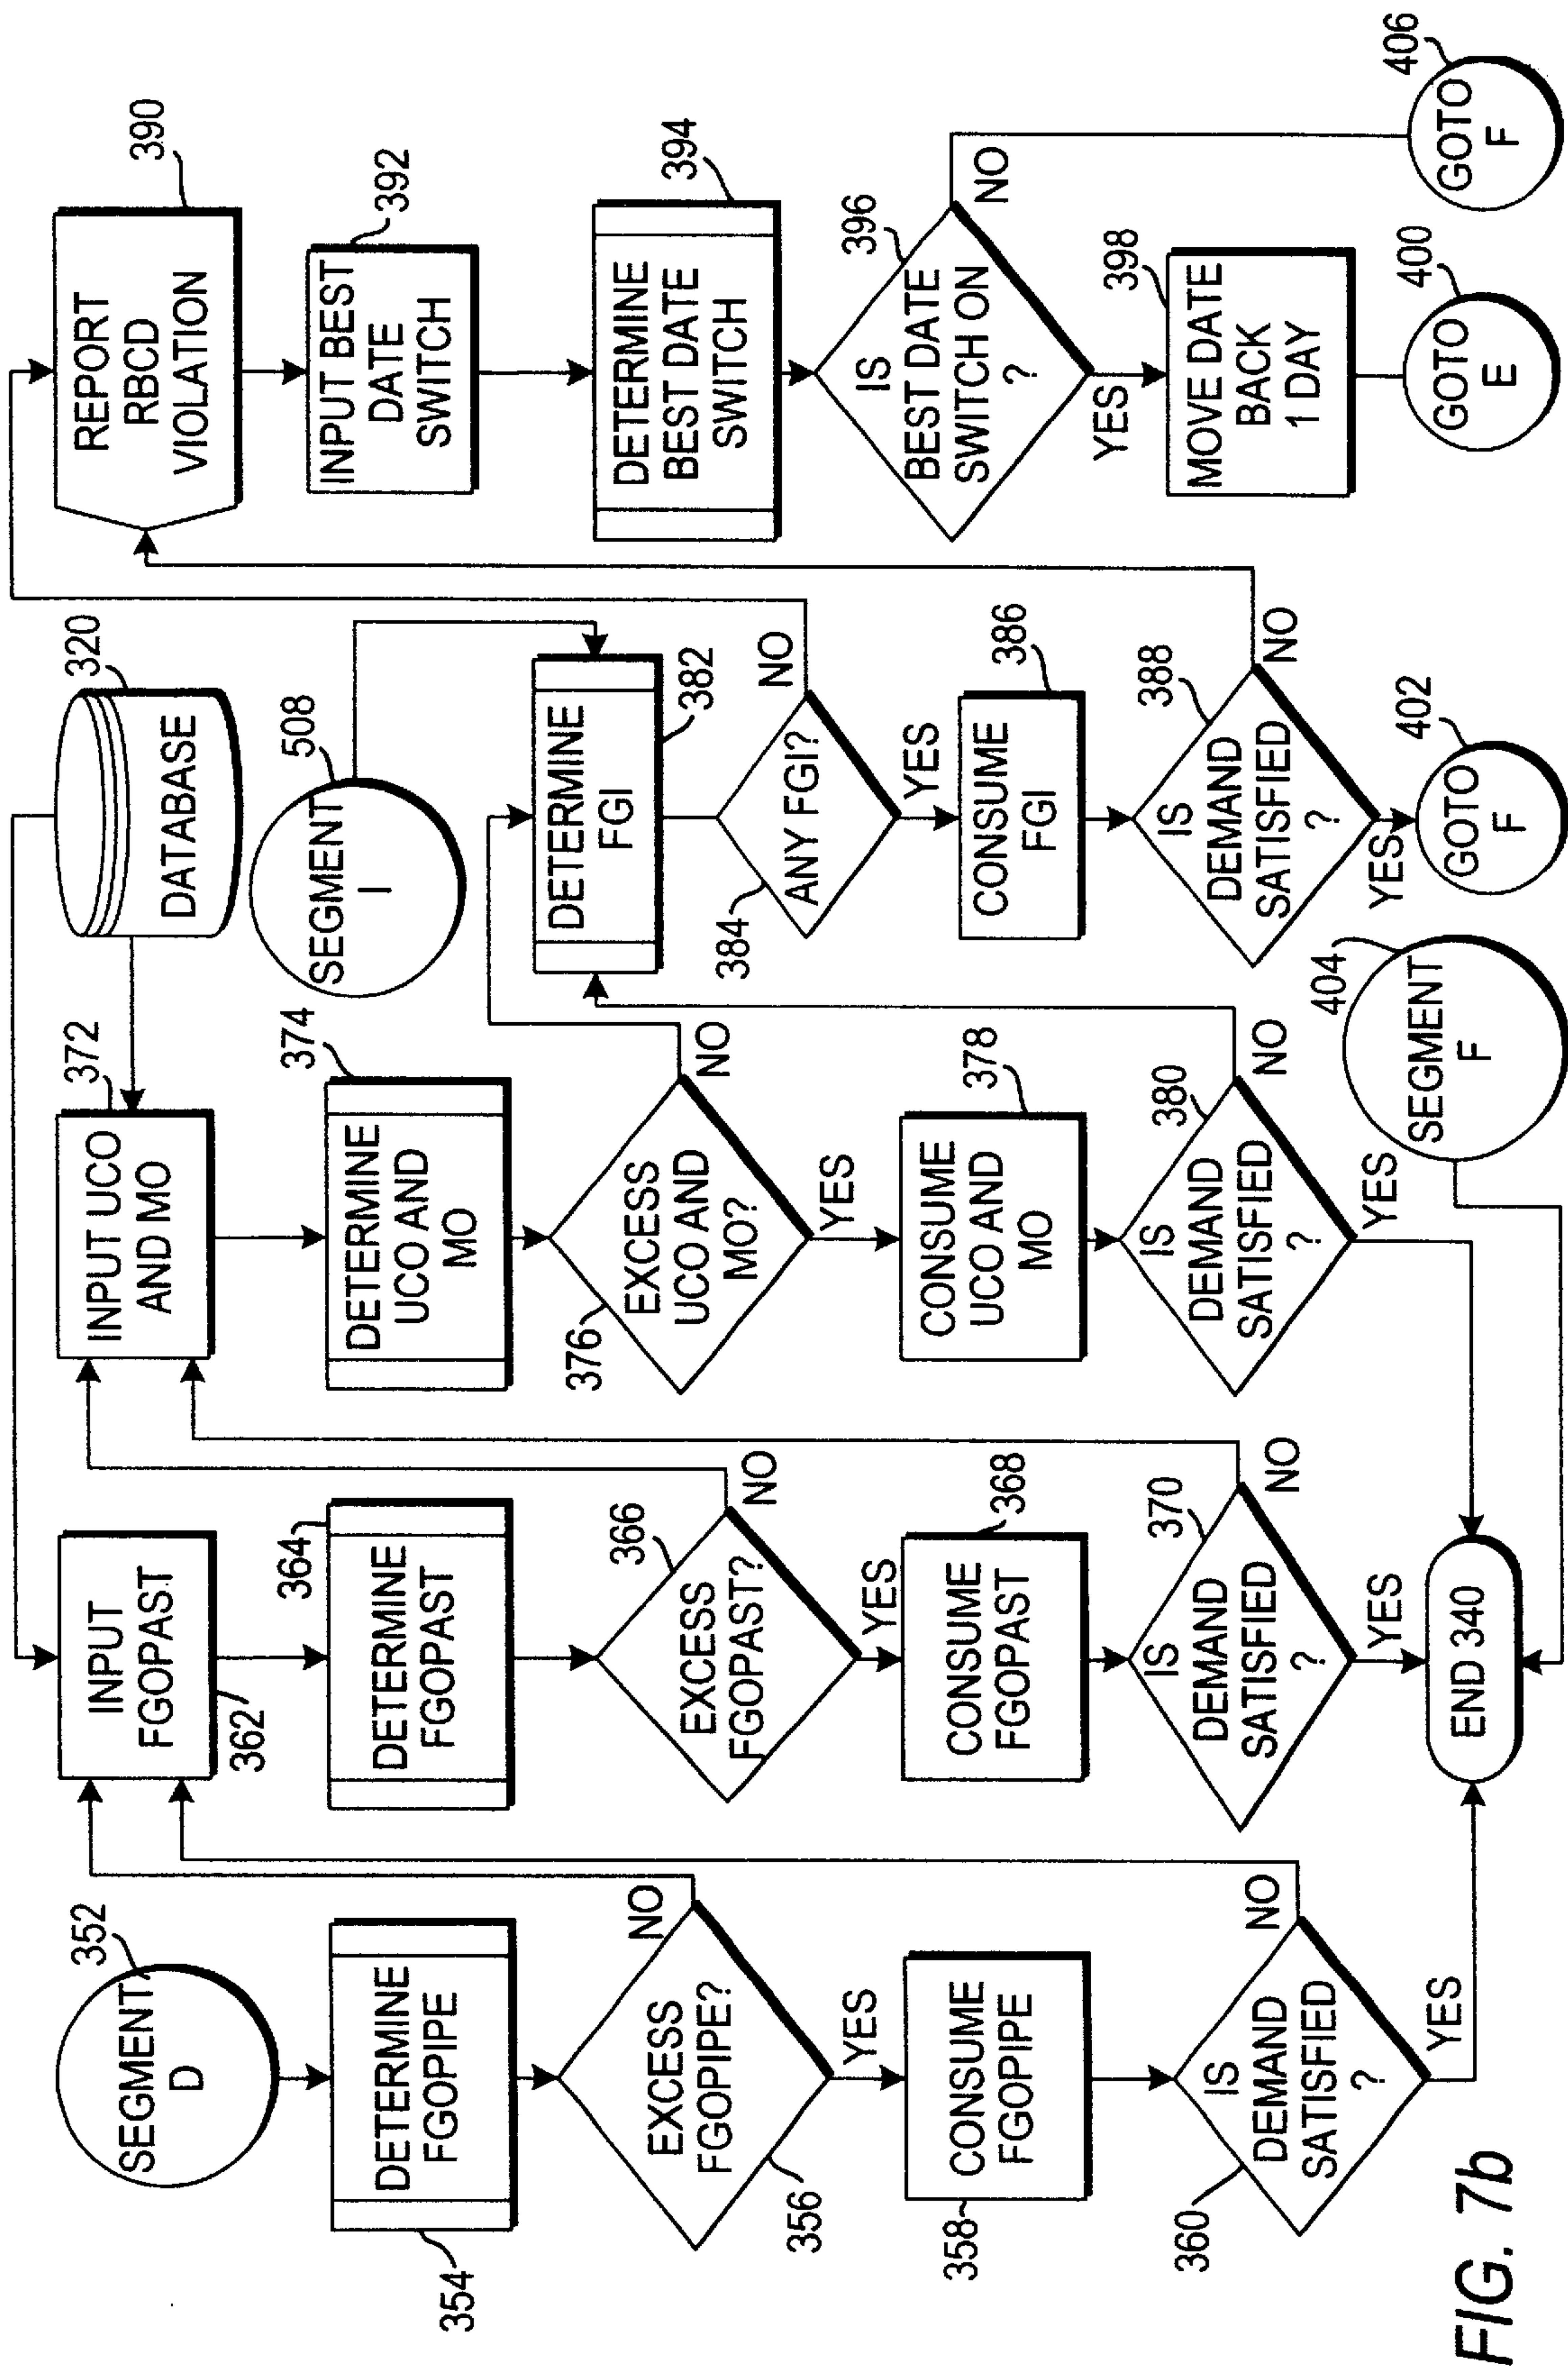 352
SEGMENT
D
DETERMINE
FGOPIPE
354
EXCESS
FGOPIPE?
NO
356
YES
CONSUME
FGOPIPE
358
IS
DEMAND
SATISFIED
?
NO
360
YES
INPUT
FGOPAST
362
364
DETERMINE
FGOPAST
366
EXCESS
FGOPAST?
NO
YES
368
CONSUME
FGOPAST
370
IS
DEMAND
SATISFIED
?
NO
YES
END 340
372
INPUT UCO
AND MO
374
DETERMINE
UCO AND
MO
EXCESS
UCO AND
MO?
NO
376
YES
378
CONSUME
UCO AND
MO
380
IS
DEMAND
SATISFIED
?
NO
YES
404
SEGMENT
F
320
DATABASE
508
SEGMENT
I
DETERMINE
FGI
382
ANY FGI?
NO
384
YES
386
CONSUME
FGI
388
IS
DEMAND
SATISFIED
?
NO
YES
402
GOTO
F
390
REPORT
RBCD
VIOLATION
392
INPUT BEST
DATE
SWITCH
394
DETERMINE
BEST DATE
SWITCH
396
IS
BEST DATE
SWITCH ON
?
NO
YES
398
MOVE DATE
BACK
1 DAY
400
GOTO
E
406
GOTO
F
FIG. 7b